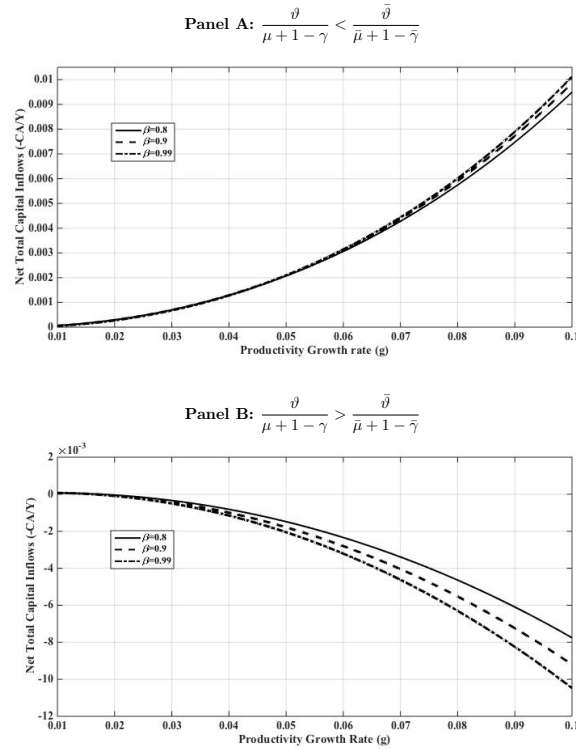 Panel A: ϑ / (μ + 1 − γ) < ϑ̄ / (μ̄ + 1 − γ̄)
Net Total Capital Inflows (-CA/Y)
0.01
0.009
0.008
0.007
0.006
0.005
0.004
0.003
0.002
0.001
0
β=0.8
β=0.9
β=0.99
0.01 0.02 0.03 0.04 0.05 0.06 0.07 0.08 0.09 0.1
Productivity Growth rate (g)
Panel B: ϑ / (μ + 1 − γ) > ϑ̄ / (μ̄ + 1 − γ̄)
×10⁻³
Net Total Capital Inflows (-CA/Y)
2
0
-2
-4
-6
-8
-10
-12
β=0.8
β=0.9
β=0.99
0.01 0.02 0.03 0.04 0.05 0.06 0.07 0.08 0.09 0.1
Productivity Growth Rate (g)